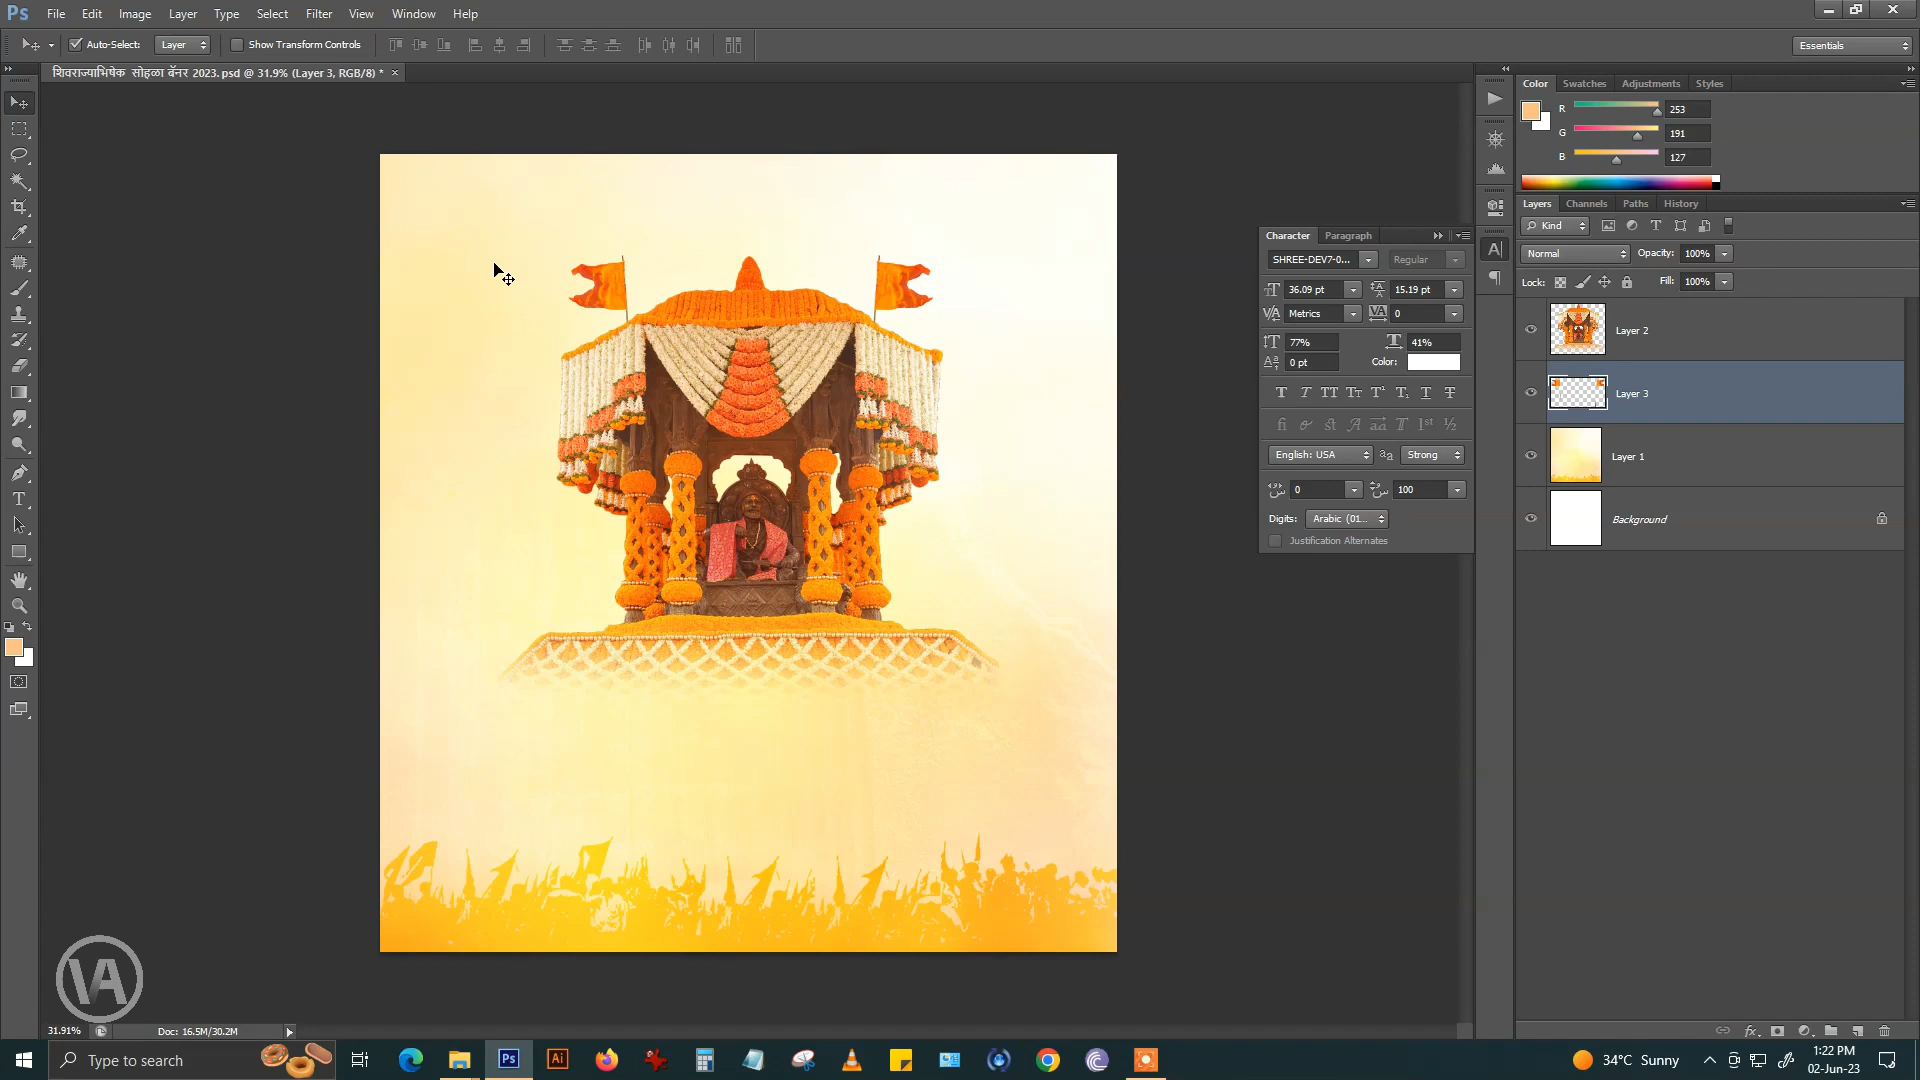 Ps File Edit Image Layer Type Select Filter View Window Help
Auto-Select: Layer Show Transform Controls Essentials
शिवराज्याभिषेक सोहळा बॅनर 2023.psd @ 31.9% (Layer 3, RGB/8) *
Color Swatches Adjustments Styles
R 253
G 191
B 127
Layers Channels Paths History
Kind
Normal Opacity: 100%
Lock: Fill: 100%
Layer 2
Layer 3
Layer 1
Background
Character Paragraph
SHREE-DEV7-0... Regular
36.09 pt 15.19 pt
Metrics 0
77% 41%
0 pt Color:
English: USA Strong
0 100
Digits: Arabic (01...
Justification Alternates
VA
31.91% Doc: 16.5M/30.2M
Type to search
Ps Ai
34°C Sunny
1:22 PM
02-Jun-23